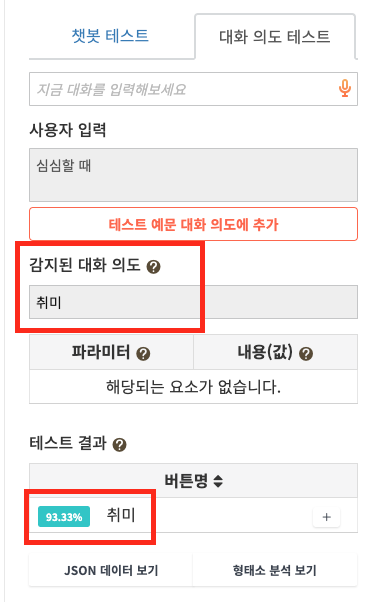 챗봇 테스트
대화 의도 테스트
지금 대화를 입력해보세요
사용자 입력
심심할 때
테스트 예문 대화 의도에 추가
감지된 대화 의도 ?
취미
파라미터 ? 내용(값) ?
해당되는 요소가 없습니다.
테스트 결과 ?
버튼명
93.33% 취미 +
JSON 데이터 보기 형태소 분석 보기